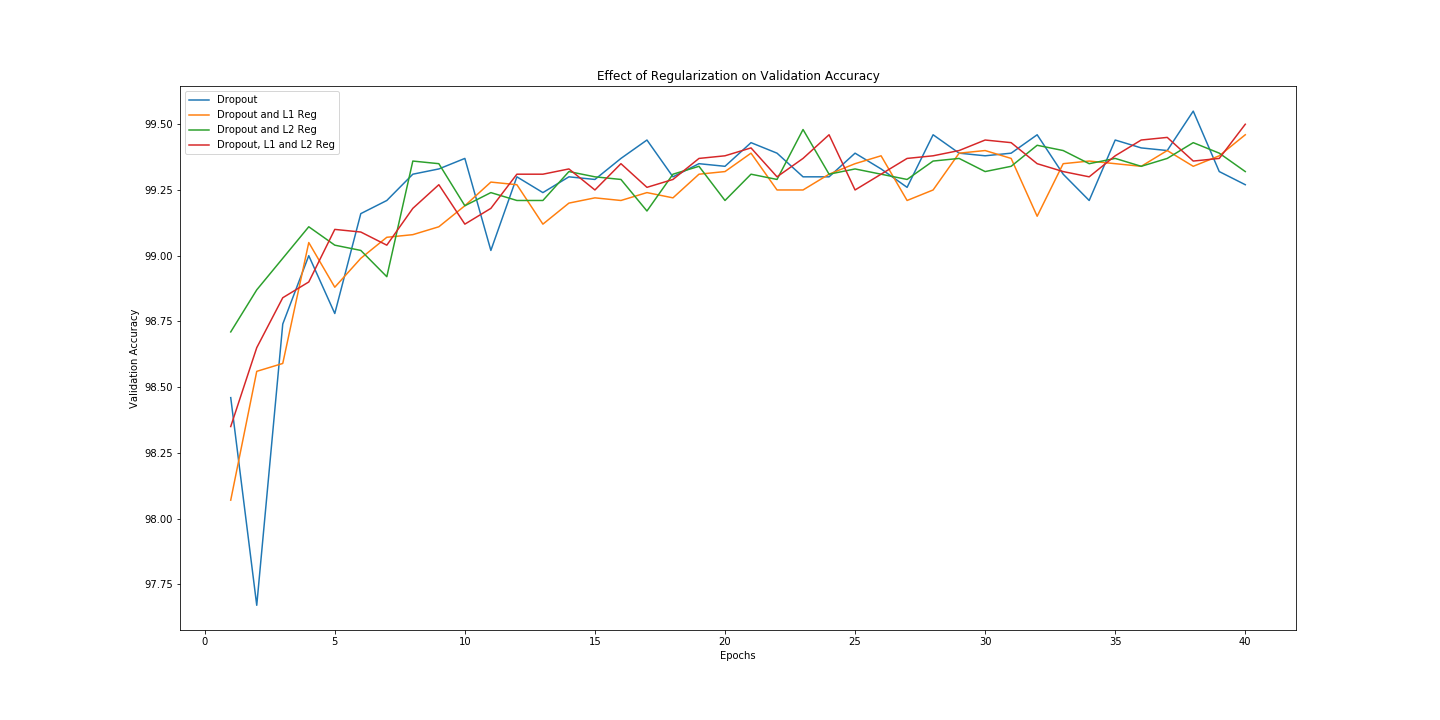 Effect of Regularization on Validation Accuracy
Dropout
Dropout and L1 Reg
Dropout and L2 Reg
Dropout, L1 and L2 Reg
99.50
99.25
99.00
98.75
98.50
98.25
98.00
97.75
Validation Accuracy
0 5 10 15 20 25 30 35 40
Epochs